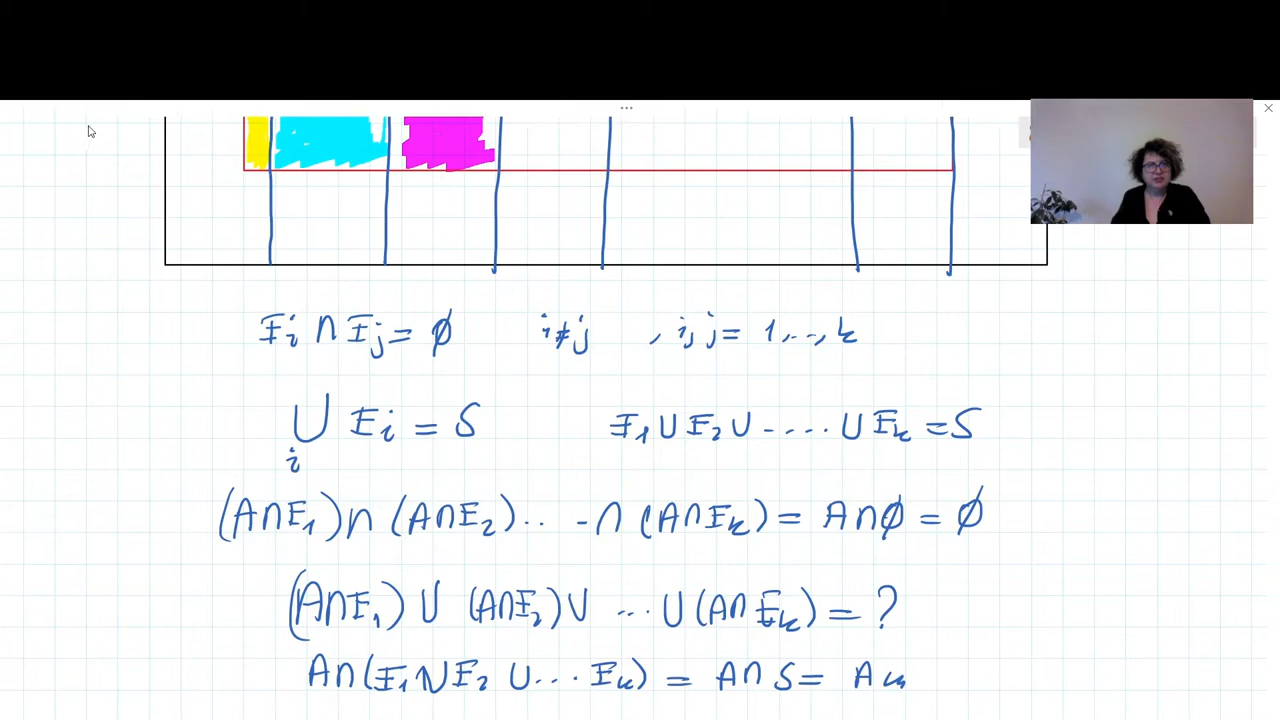 Ei ∩ Ej = ∅ i≠j , i,j = 1,..,k
∪ Ei = S E1 ∪ E2 ∪ ---.. ∪ Ek = S
i
(A∩E1) ∩ (A∩E2).. -∩ (A∩Ek) = A∩∅ = ∅
(A∩E1) ∪ (A∩E2) ∪ ... ∪ (A∩Ek) = ?
A∩(E1∪E2 ∪... Ek) = A∩S = A